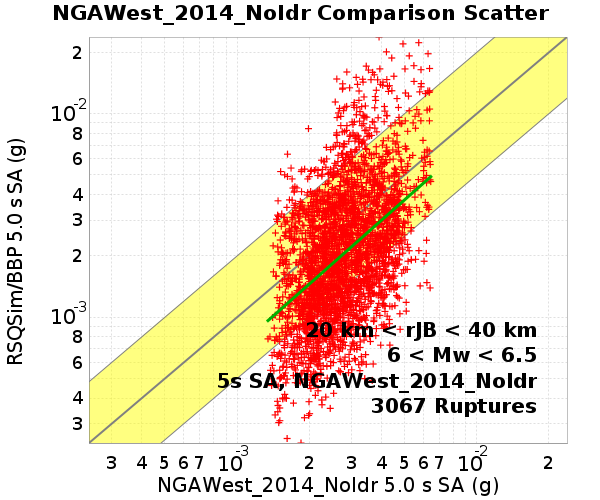 NGAWest_2014_NoIdr Comparison Scatter
RSQSim/BBP 5.0 s SA (g)
2
10-2
8
6
4
3
2
10-3
8
6
4
3
20 km < rJB < 40 km
6 < Mw < 6.5
5s SA, NGAWest_2014_NoIdr
3067 Ruptures
3 4 5 6 7 10-3 2 3 4 5 6 7 10-2 2
NGAWest_2014_NoIdr 5.0 s SA (g)